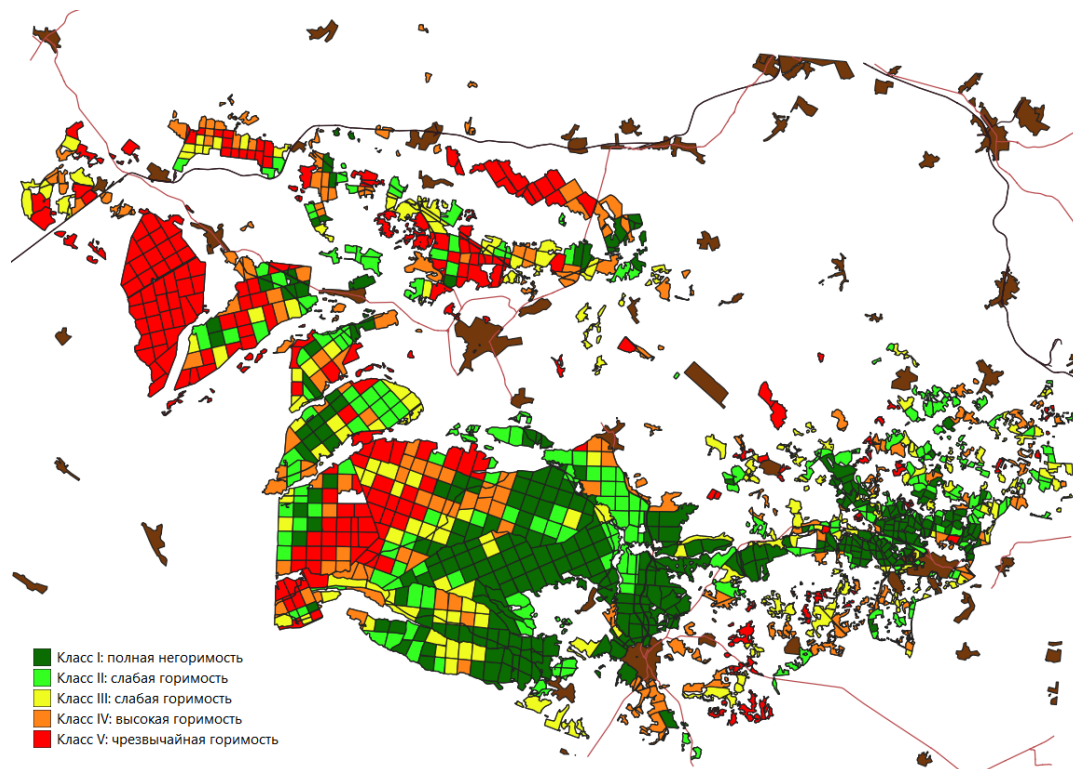 Класс I: полная негоримость
Класс II: слабая горимость
Класс III: слабая горимость
Класс IV: высокая горимость
Класс V: чрезвычайная горимость